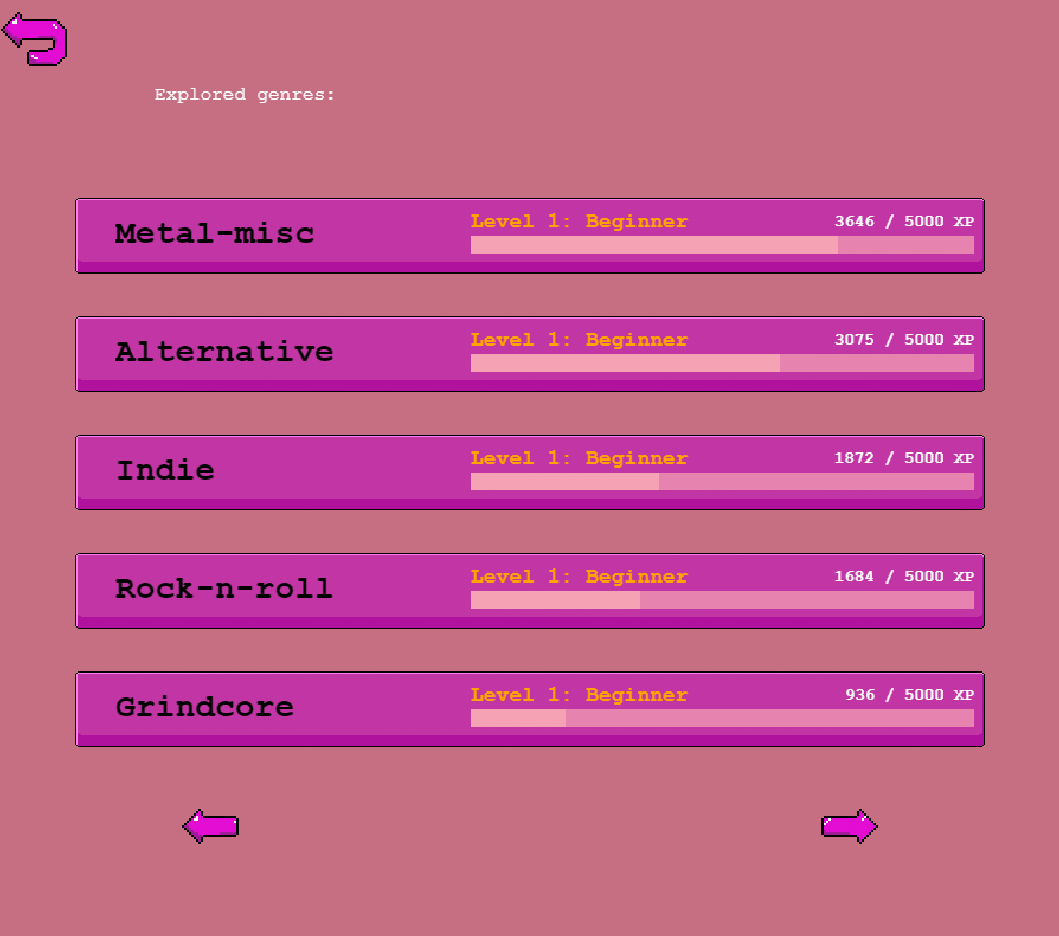 Explored genres:
Metal-misc
Level 1: Beginner 3646 / 5000 XP
Alternative
Level 1: Beginner 3075 / 5000 XP
Indie
Level 1: Beginner 1872 / 5000 XP
Rock-n-roll
Level 1: Beginner 1684 / 5000 XP
Grindcore
Level 1: Beginner 936 / 5000 XP